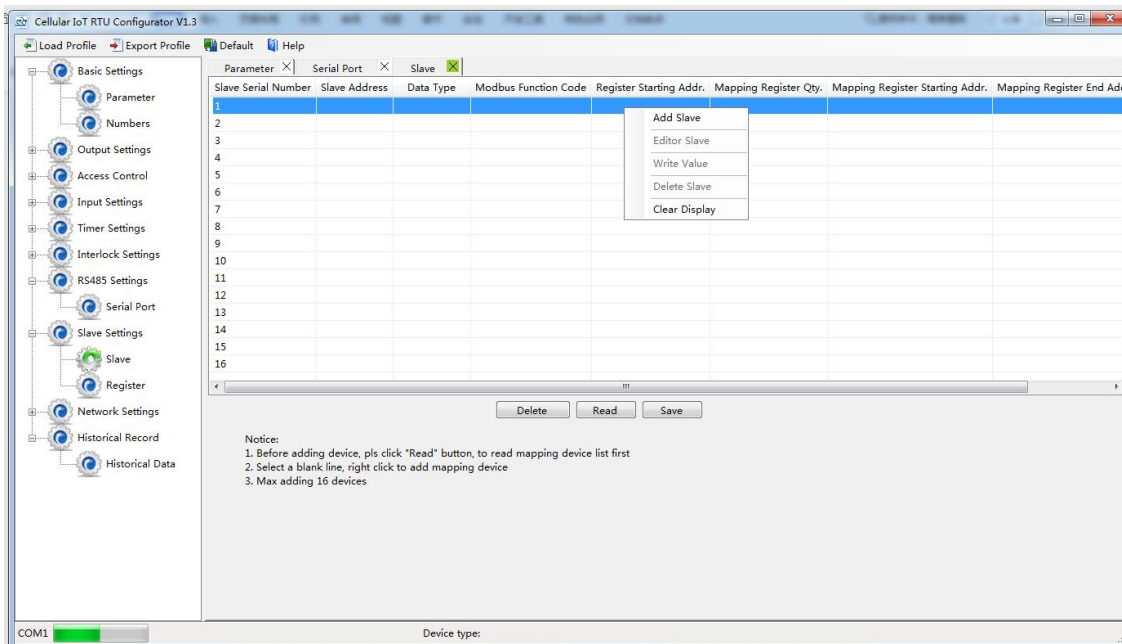 Cellular IoT RTU Configurator V1.3
Load Profile Export Profile Default Help
Basic Settings
Parameter
Numbers
Output Settings
Access Control
Input Settings
Timer Settings
Interlock Settings
RS485 Settings
Serial Port
Slave Settings
Slave
Register
Network Settings
Historical Record
Historical Data
Parameter Serial Port Slave
Slave Serial Number Slave Address Data Type Modbus Function Code Register Starting Addr. Mapping Register Qty. Mapping Register Starting Addr. Mapping Register End Add
1
2
3
4
5
6
7
8
9
10
11
12
13
14
15
16
Add Slave
Editor Slave
Write Value
Delete Slave
Clear Display
Delete Read Save
Notice:
1. Before adding device, pls click "Read" button, to read mapping device list first
2. Select a blank line, right click to add mapping device
3. Max adding 16 devices
COM1 Device type: